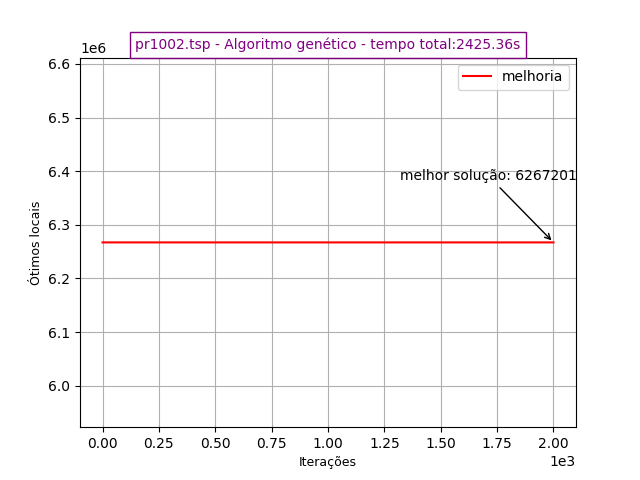 pr1002.tsp - Algoritmo genético - tempo total:2425.36s
1e6
melhoria
melhor solução: 6267201
6.6
6.5
6.4
6.3
6.2
6.1
6.0
Ótimos locais
0.00 0.25 0.50 0.75 1.00 1.25 1.50 1.75 2.00
Iterações
1e3